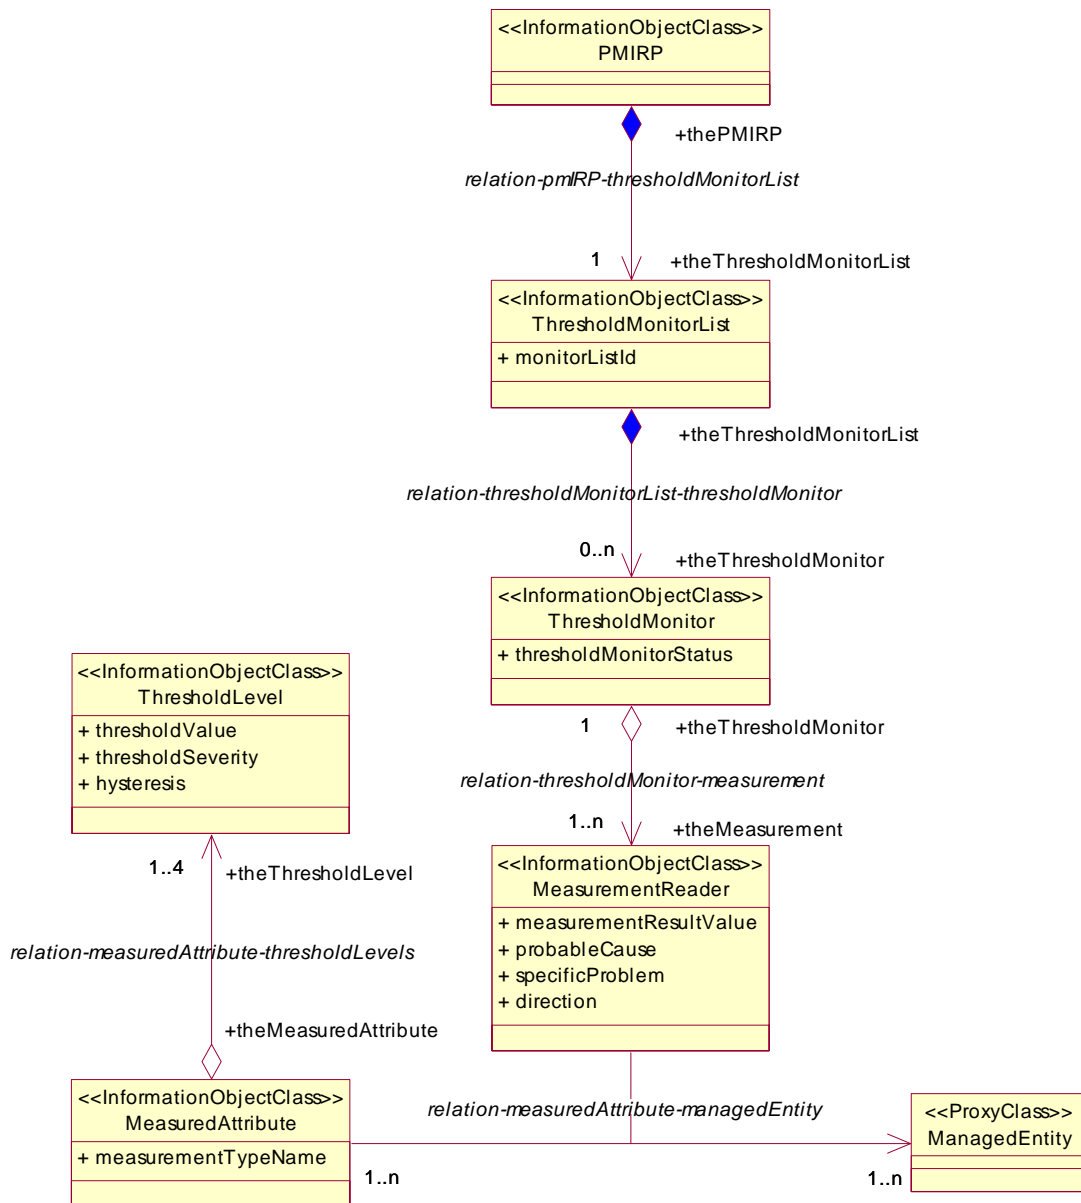 <<InformationObjectClass>>
PMIRP
+thePMIRP
relation-pmIRP-thresholdMonitorList
1
+theThresholdMonitorList
<<InformationObjectClass>>
ThresholdMonitorList
+ monitorListId
+theThresholdMonitorList
relation-thresholdMonitorList-thresholdMonitor
0..n
+theThresholdMonitor
<<InformationObjectClass>>
ThresholdMonitor
+ thresholdMonitorStatus
<<InformationObjectClass>>
ThresholdLevel
+ thresholdValue
+ thresholdSeverity
+ hysteresis
1
+theThresholdMonitor
relation-thresholdMonitor-measurement
1..n
+theMeasurement
<<InformationObjectClass>>
MeasurementReader
+ measurementResultValue
+ probableCause
+ specificProblem
+ direction
1..4
+theThresholdLevel
relation-measuredAttribute-thresholdLevels
+theMeasuredAttribute
<<InformationObjectClass>>
MeasuredAttribute
+ measurementTypeName
relation-measuredAttribute-managedEntity
1..n
1..n
<<ProxyClass>>
ManagedEntity